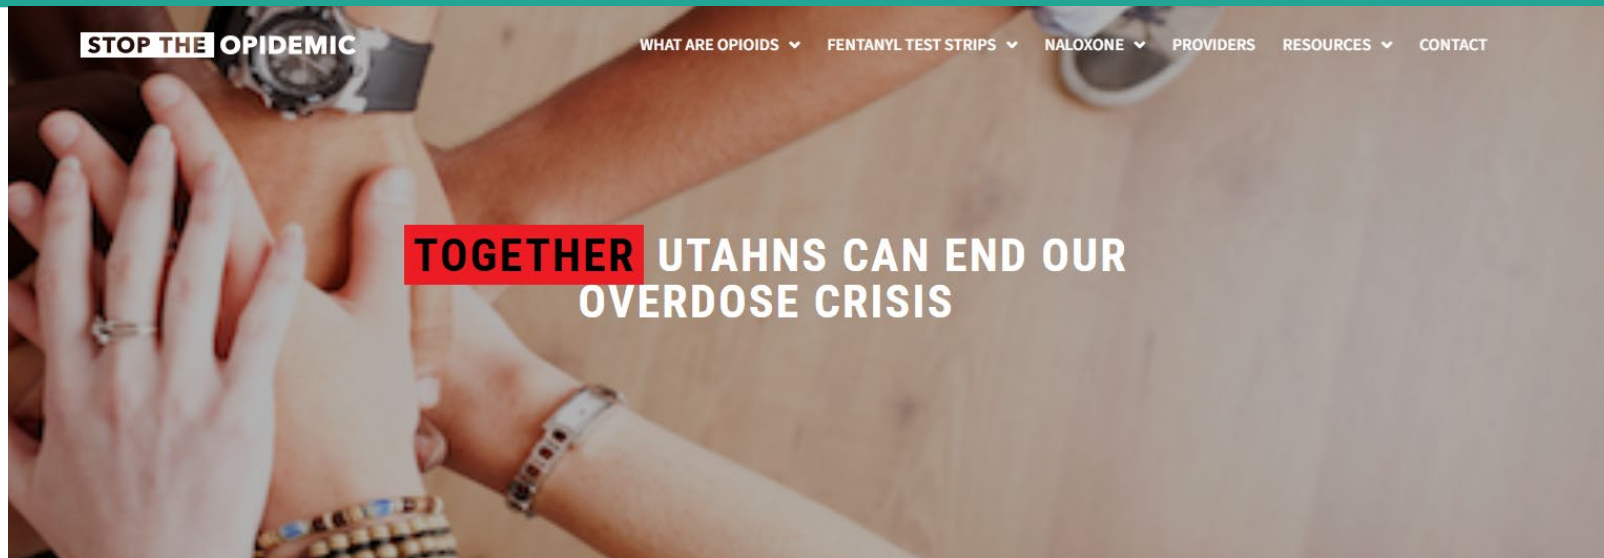 STOP THE OPIDEMIC
WHAT ARE OPIOIDS FENTANYL TEST STRIPS NALOXONE PROVIDERS RESOURCES CONTACT
TOGETHER UTAHNS CAN END OUR
OVERDOSE CRISIS